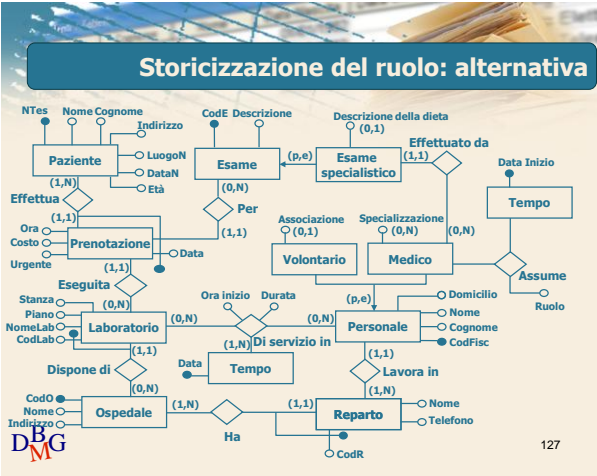 Storicizzazione del ruolo: alternativa
NTes Nome Cognome
Indirizzo
Paziente
LuogoN
DataN
Età
(1,N)
Effettua
(1,1)
CodE Descrizione
Esame
(p,e)
(0,N)
Per
(1,1)
Descrizione della dieta
(0,1)
Esame
specialistico
(1,1)
Effettuato da
(0,N)
Data Inizio
Tempo
Assume
Ruolo
Ora
Costo
Urgente
Prenotazione
Data
(1,1)
Eseguita
(0,N)
Associazione
(0,1)
Volontario
Specializzazione
(0,N)
Medico
(p,e)
Stanza
Piano
NomeLab
CodLab
Laboratorio
(0,N)
Ora inizio Durata
(0,N)
Di servizio in
(1,N)
Data
Tempo
Personale
Domicilio
Nome
Cognome
CodFisc
(1,1)
Dispone di
(0,N)
(1,1)
Lavora in
(1,N)
CodO
Nome
Indirizzo
Ospedale
(1,N)
Ha
(1,1)
Reparto
Nome
Telefono
CodR
DBMG
127